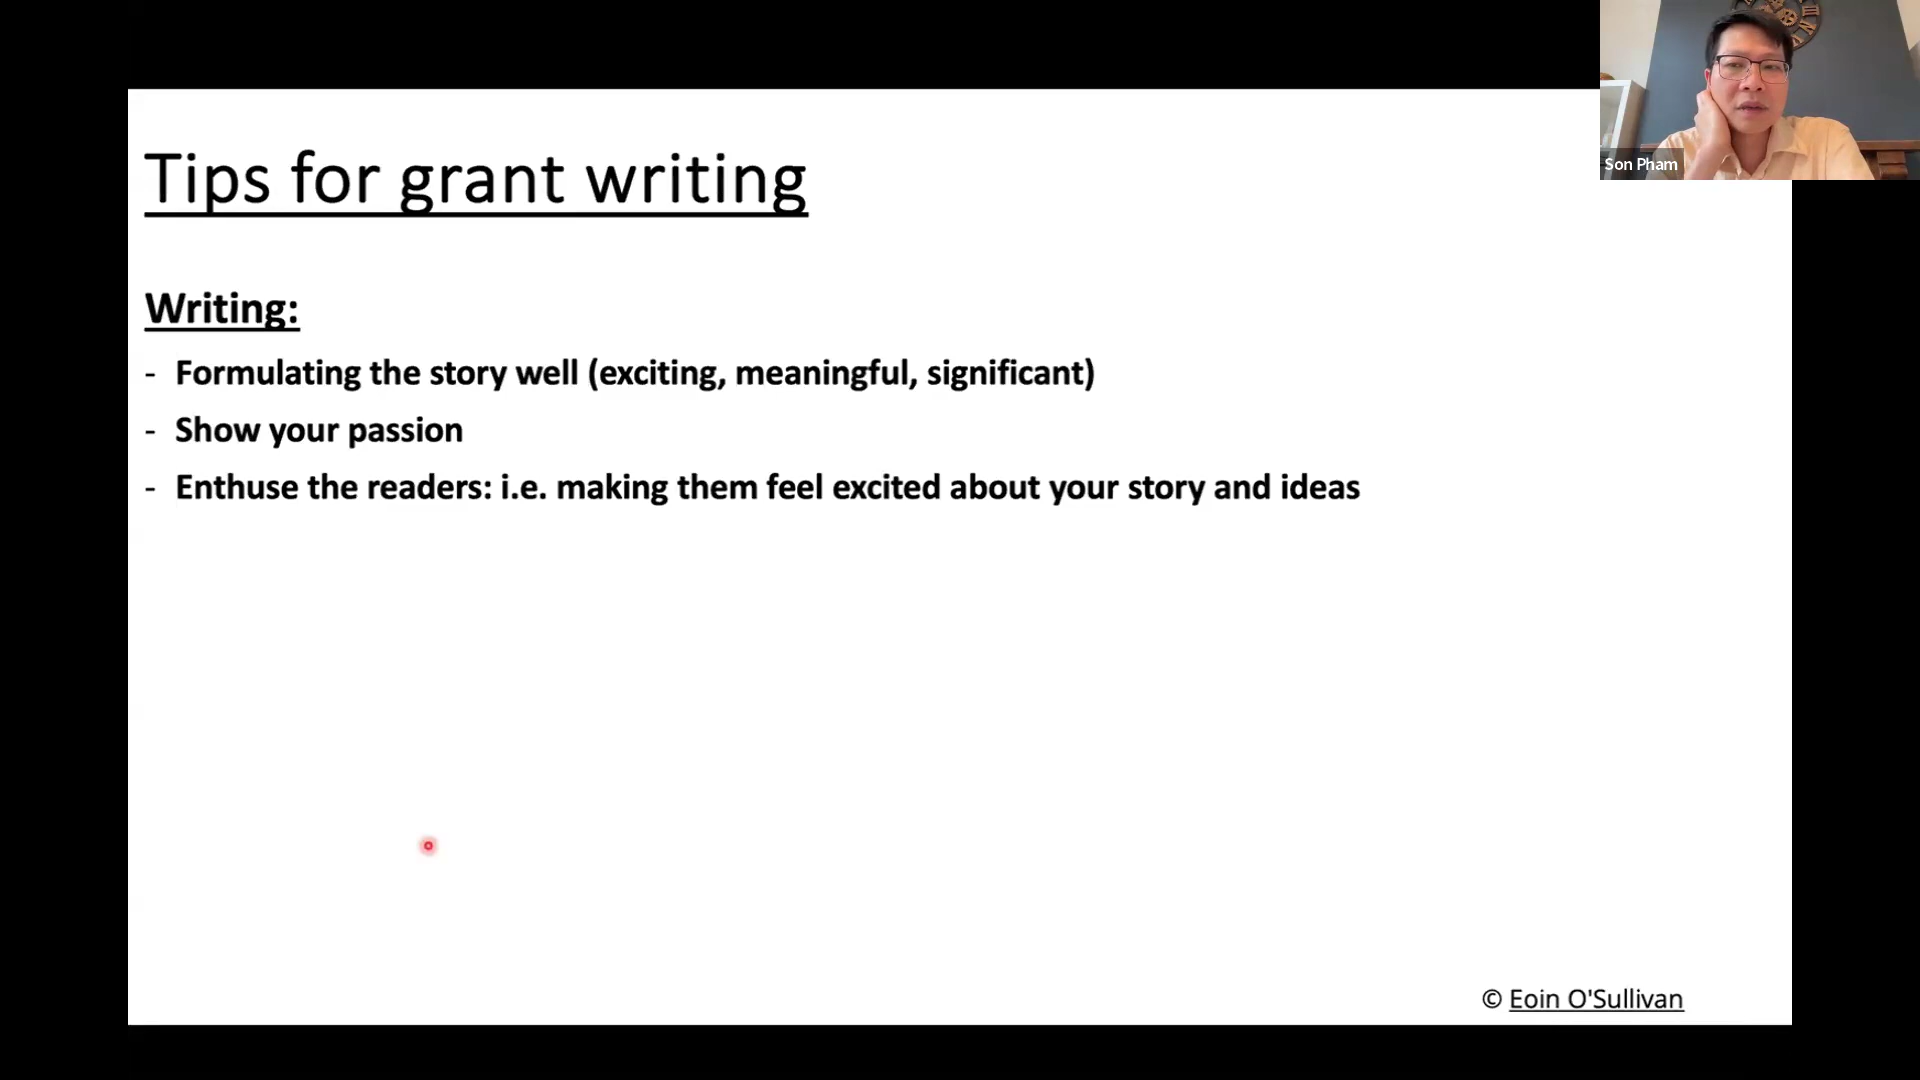 Tips for grant writing
Writing:
- Formulating the story well (exciting, meaningful, significant)
- Show your passion
- Enthuse the readers: i.e. making them feel excited about your story and ideas
© Eoin O'Sullivan
Son Pham